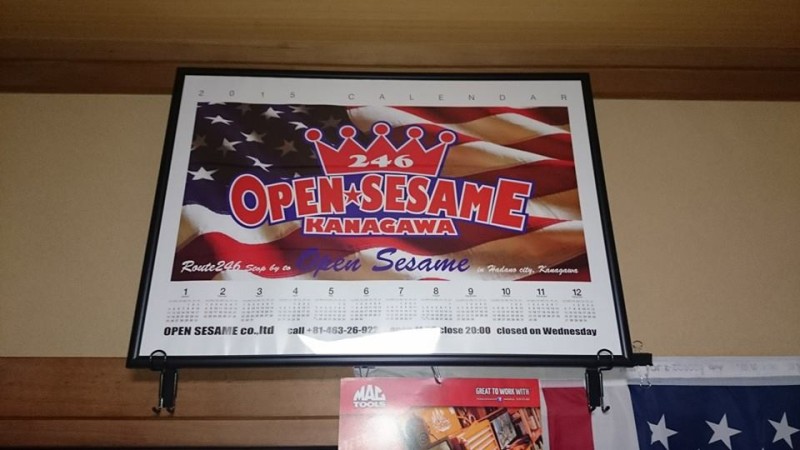 2015 CALENDAR
246
OPEN★SESAME
KANAGAWA
Route246 Stop by to Open Sesame in Hadano city, Kanagawa
1 2 3 4 5 6 7 8 9 10 11 12
OPEN SESAME co.,ltd call +81-463-26-92 close 20:00 closed on Wednesday
MAC TOOLS
GREAT TO WORK WITH